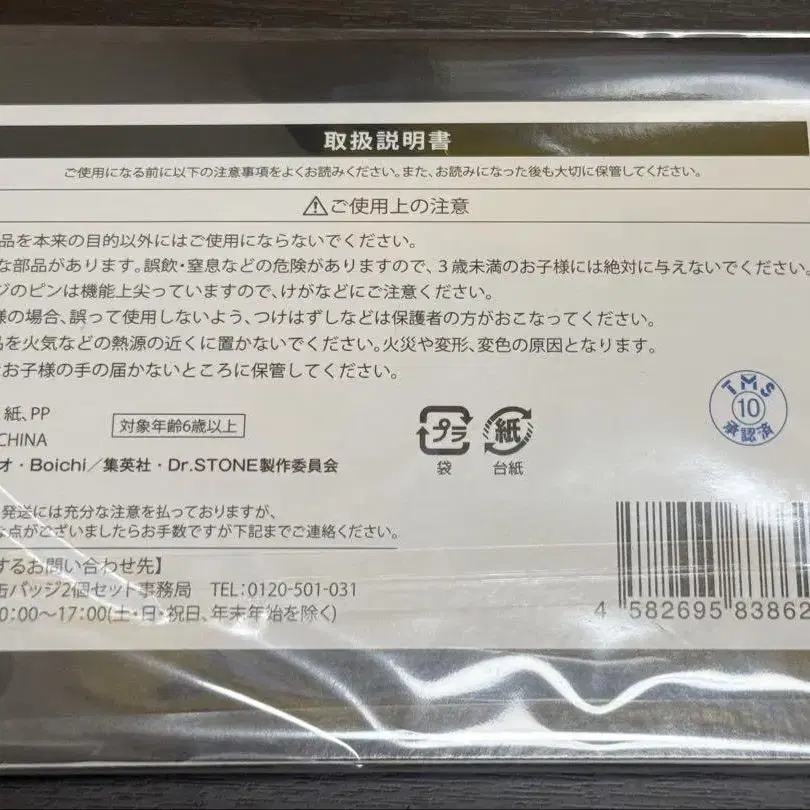 取扱説明書
ご使用になる前に以下の注意事項をよくお読みください。また、お読みになった後も大切に保管してください。
⚠ご使用上の注意
品を本来の目的以外にはご使用にならないでください。
な部品があります。誤飲・窒息などの危険がありますので、3歳未満のお子様には絶対に与えないでください。
ジのピンは機能上尖っていますので、けがなどにご注意ください。
様の場合、誤って使用しないよう、つけはずしなどは保護者の方がおこなってください。
品を火気などの熱源の近くに置かないでください。火災や変形、変色の原因となります。
お子様の手の届かないところに保管してください。
紙、PP
対象年齢6歳以上
CHINA
プラ
袋
紙
台紙
TMS
10
承認済
オ・Boichi／集英社・Dr.STONE製作委員会
発送には充分な注意を払っておりますが、
な点がございましたらお手数ですが下記までご連絡ください。
するお問い合わせ先】
缶バッジ2個セット事務局 TEL:0120-501-031
0:00〜17:00(土・日・祝日、年末年始を除く)
4 582695 83862